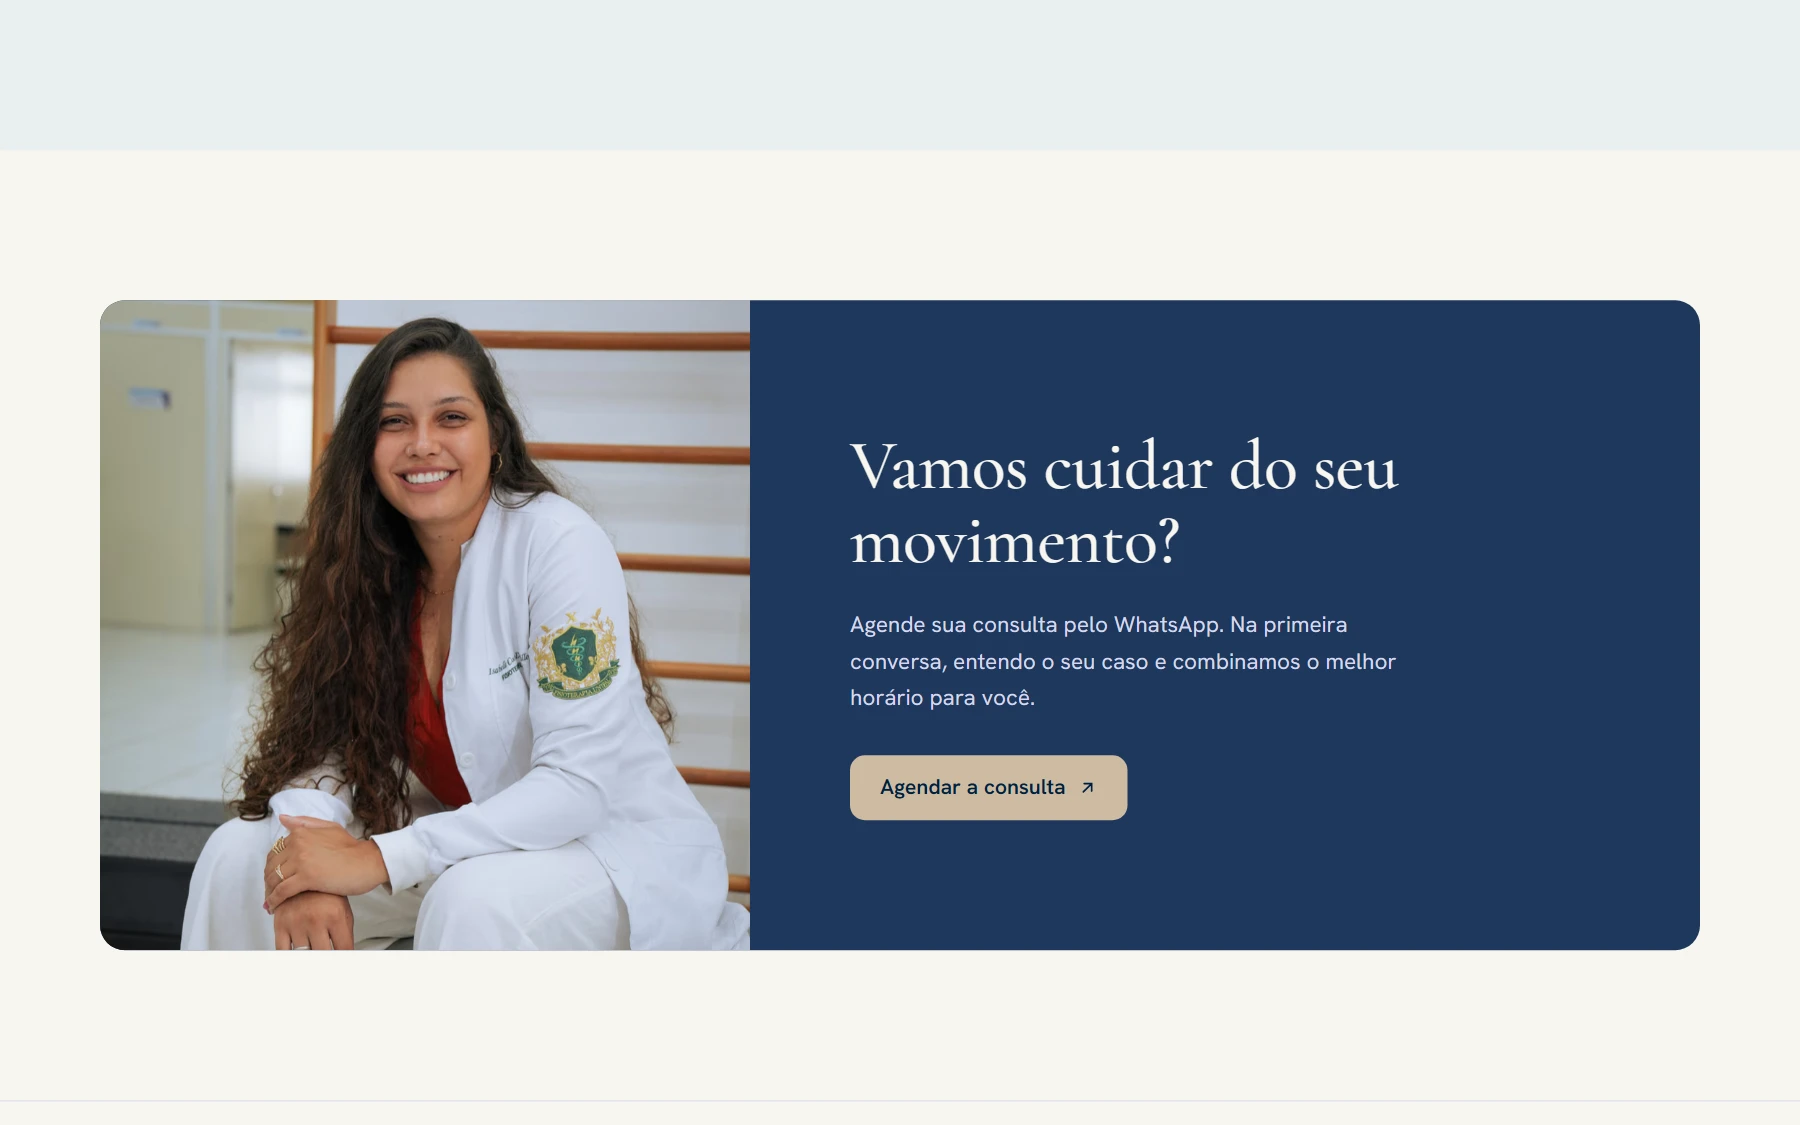 Vamos cuidar do seu
movimento?
Agende sua consulta pelo WhatsApp. Na primeira
conversa, entendo o seu caso e combinamos o melhor
horário para você.
Agendar a consulta